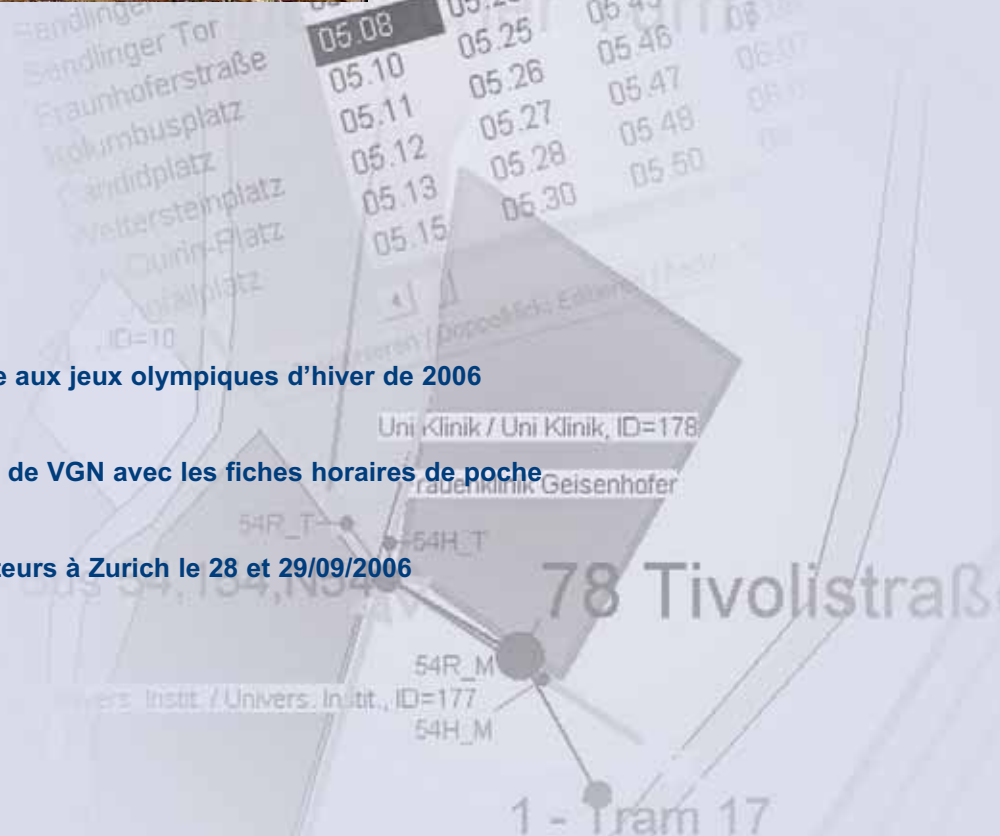 Sendlinger Tor
Fraunhoferstraße
Kolumbusplatz
Candidplatz
Wettersteinplatz
05.08
05.10 05.25 05.46
05.11 05.26 05.47
05.12 05.27 05.48
05.13 05.28 05.50
05.15 05.30
, ID=10
e aux jeux olympiques d’hiver de 2006
Uni Klinik / Uni Klinik, ID=178
de VGN avec les fiches horaires de poche
rauenklinik Geisenhofer
54R_T
54H_T
teurs à Zurich le 28 et 29/09/2006
78 Tivolistraß
54R_M
Univers. Instit. / Univers. Instit., ID=177
54H_M
1 - Tram 17